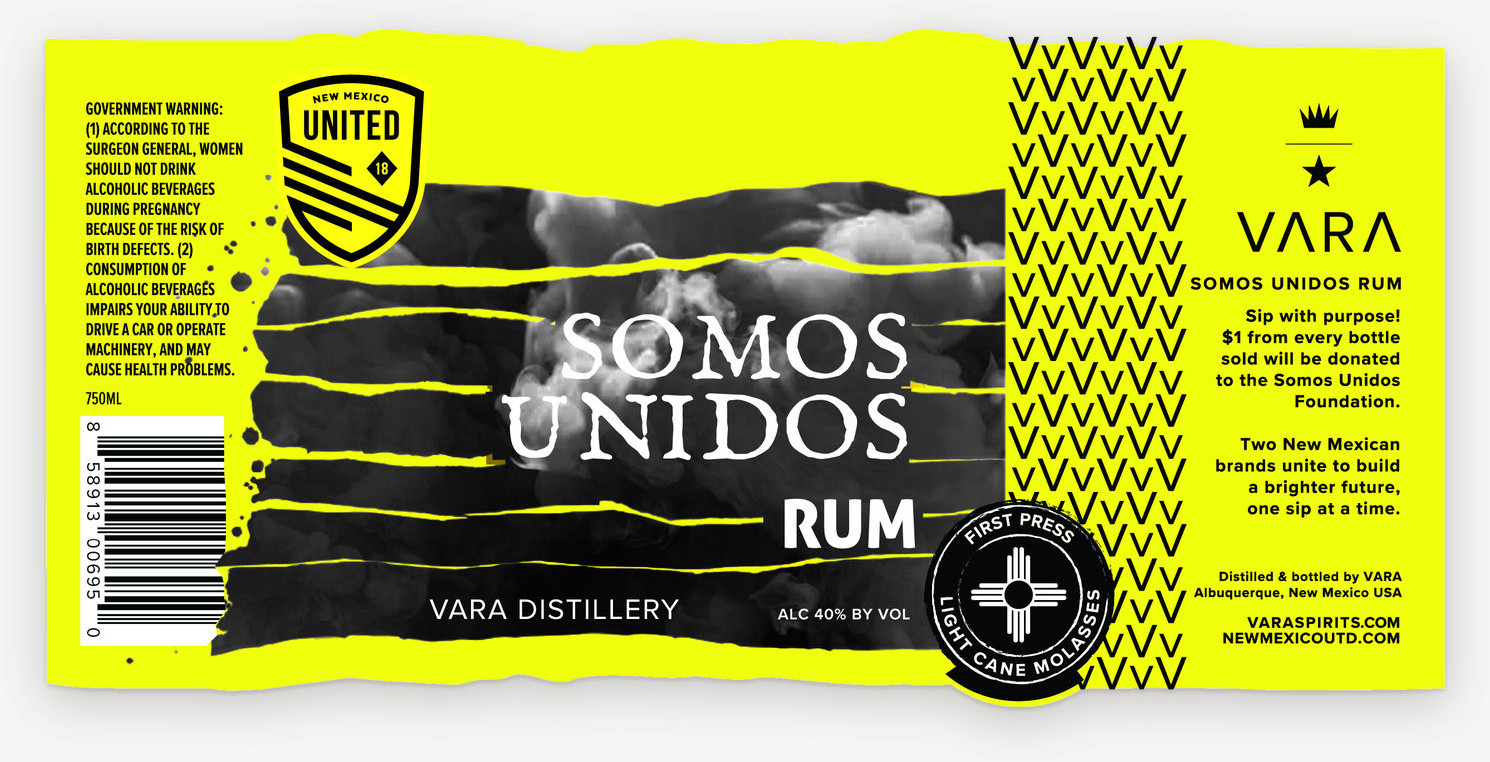 GOVERNMENT WARNING:
(1) ACCORDING TO THE
SURGEON GENERAL, WOMEN
SHOULD NOT DRINK
ALCOHOLIC BEVERAGES
DURING PREGNANCY
BECAUSE OF THE RISK OF
BIRTH DEFECTS. (2)
CONSUMPTION OF
ALCOHOLIC BEVERAGES
IMPAIRS YOUR ABILITY TO
DRIVE A CAR OR OPERATE
MACHINERY, AND MAY
CAUSE HEALTH PROBLEMS.
750ML
8 58913 00695 0
NEW MEXICO
UNITED
18
SOMOS
UNIDOS
RUM
VARA DISTILLERY
ALC 40% BY VOL
FIRST PRESS
LIGHT CANE MOLASSES
VARA
SOMOS UNIDOS RUM
Sip with purpose!
$1 from every bottle
sold will be donated
to the Somos Unidos
Foundation.
Two New Mexican
brands unite to build
a brighter future,
one sip at a time.
Distilled & bottled by VARA
Albuquerque, New Mexico USA
VARASPIRITS.COM
NEWMEXICOUTD.COM